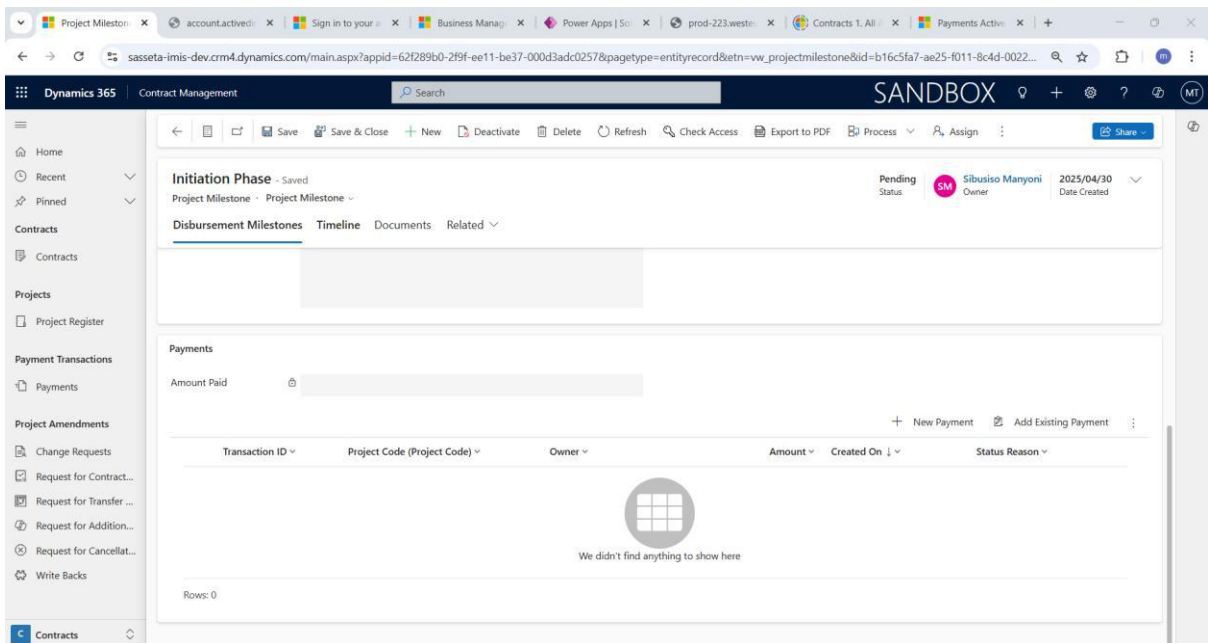 Project Mileston
account.activedi
Sign in to your a
Business Manag
Power Apps | Sol
prod-223.weste
Contracts 1. All
Payments Active
sasseta-imis-dev.crm4.dynamics.com/main.aspx?appid=62f289b0-2f9f-ee11-be37-000d3adc0257&pagetype=entityrecord&etn=vw_projectmilestone&id=b16c5fa7-ae25-f011-8c4d-0022...
m
Dynamics 365
Contract Management
Search
SANDBOX
MT
Save
Save & Close
New
Deactivate
Delete
Refresh
Check Access
Export to PDF
Process
Assign
Share
Home
Recent
Pinned
Contracts
Contracts
Projects
Project Register
Payment Transactions
Payments
Project Amendments
Change Requests
Request for Contract...
Request for Transfer ...
Request for Addition...
Request for Cancellat...
Write Backs
C Contracts
Initiation Phase - Saved
Project Milestone · Project Milestone
Pending
Status
SM
Sibusiso Manyoni
Owner
2025/04/30
Date Created
Disbursement Milestones Timeline Documents Related
Payments
Amount Paid
New Payment Add Existing Payment
Transaction ID Project Code (Project Code) Owner Amount Created On ↓ Status Reason
We didn't find anything to show here
Rows: 0